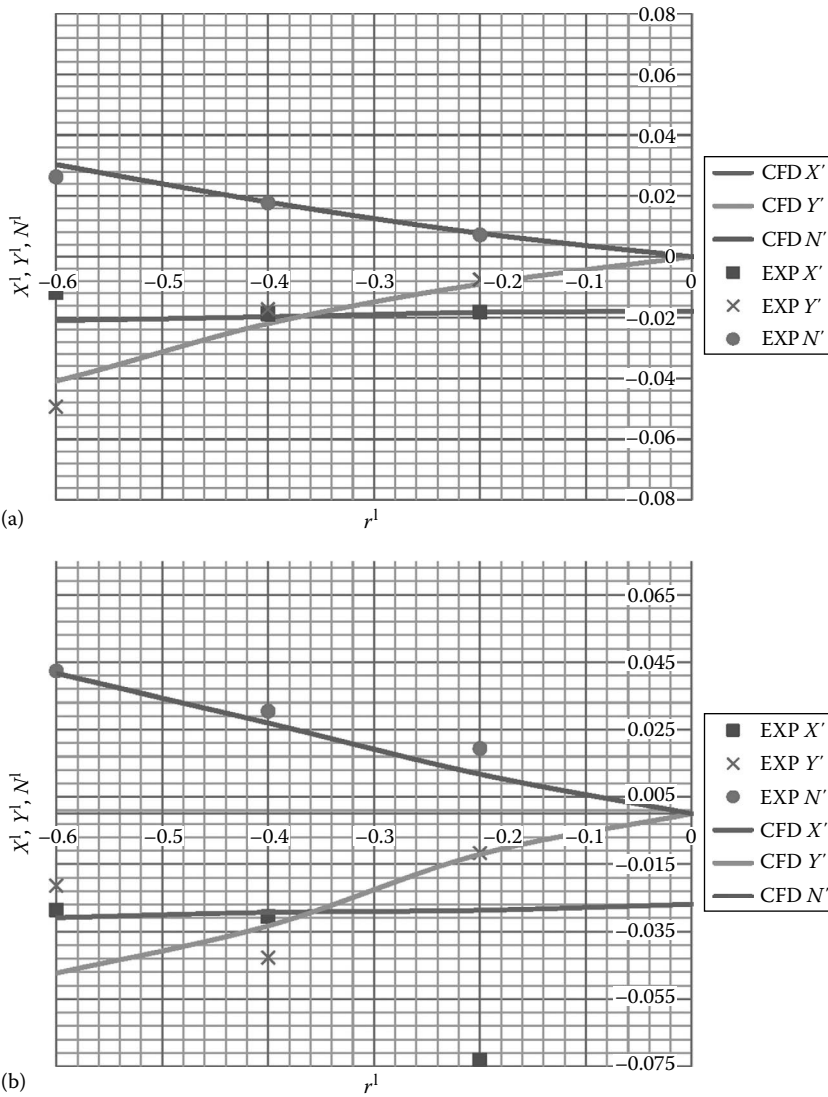 0.08
0.06
0.04
0.02
0
−0.6 −0.5 −0.4 −0.3 −0.2 −0.1 0
−0.02
−0.04
−0.06
−0.08
X¹, Y¹, N¹
r¹
(a)
CFD X′
CFD Y′
CFD N′
EXP X′
EXP Y′
EXP N′
0.065
0.045
0.025
0.005
−0.6 −0.5 −0.4 −0.3 −0.2 −0.1 0
−0.015
−0.035
−0.055
−0.075
X¹, Y¹, N¹
r¹
(b)
EXP X′
EXP Y′
EXP N′
CFD X′
CFD Y′
CFD N′